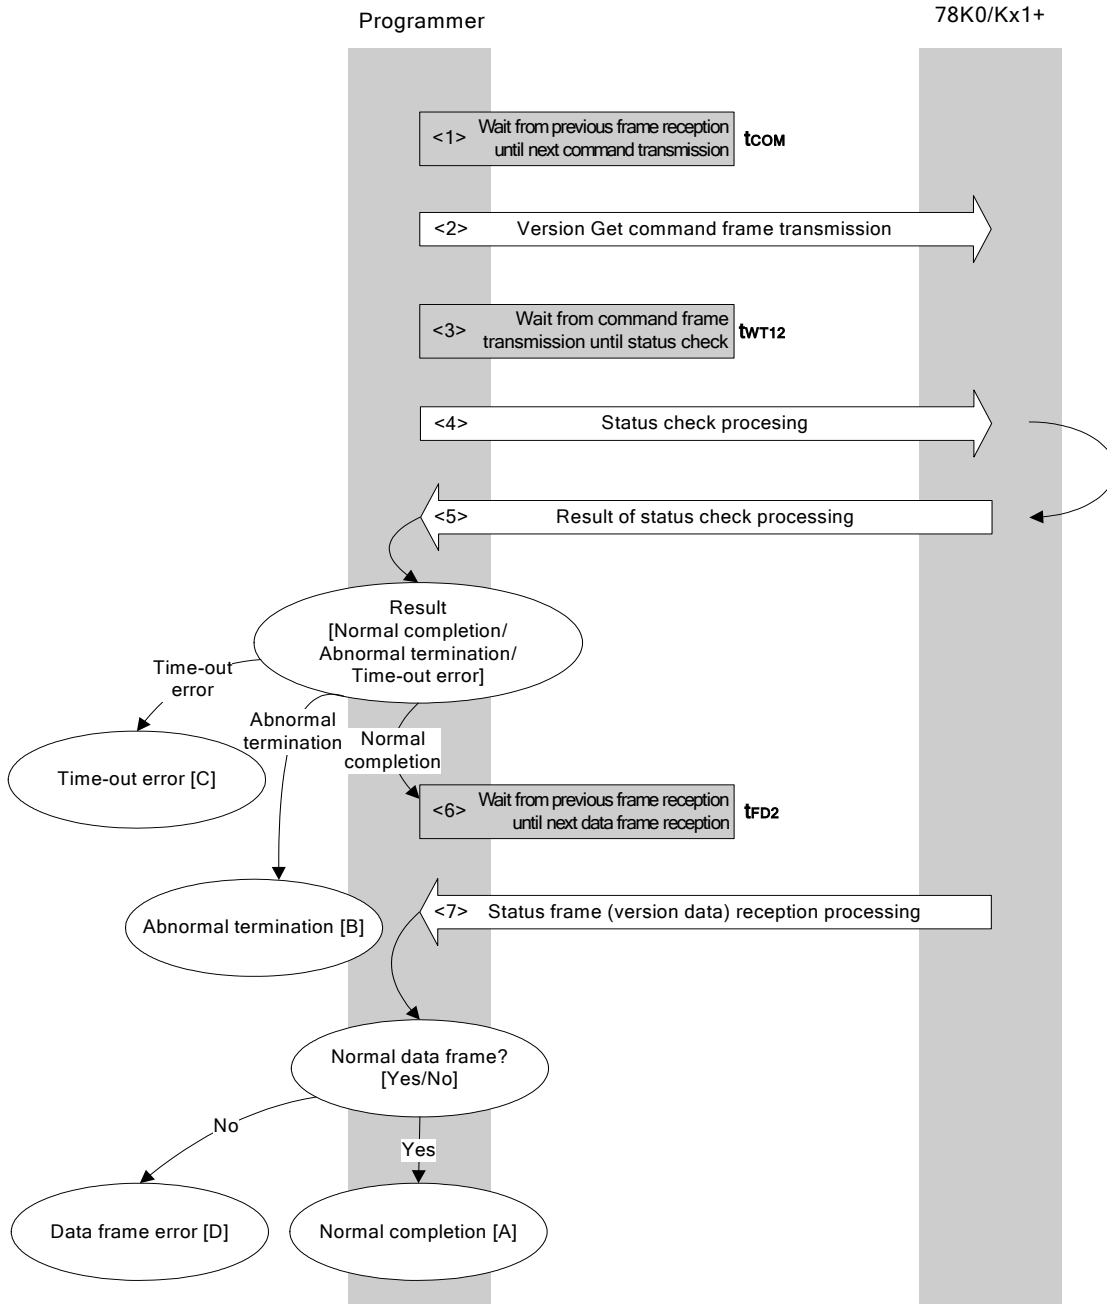 Programmer
78K0/Kx1+
<1> Wait from previous frame reception
until next command transmission
tCOM
<2> Version Get command frame transmission
<3> Wait from command frame
transmission until status check
tWT12
<4> Status check procesing
<5> Result of status check processing
Result
[Normal completion/
Abnormal termination/
Time-out error]
Time-out
error
Abnormal
termination
Normal
completion
Time-out error [C]
<6> Wait from previous frame reception
until next data frame reception
tFD2
Abnormal termination [B]
<7> Status frame (version data) reception processing
Normal data frame?
[Yes/No]
No
Yes
Data frame error [D]
Normal completion [A]